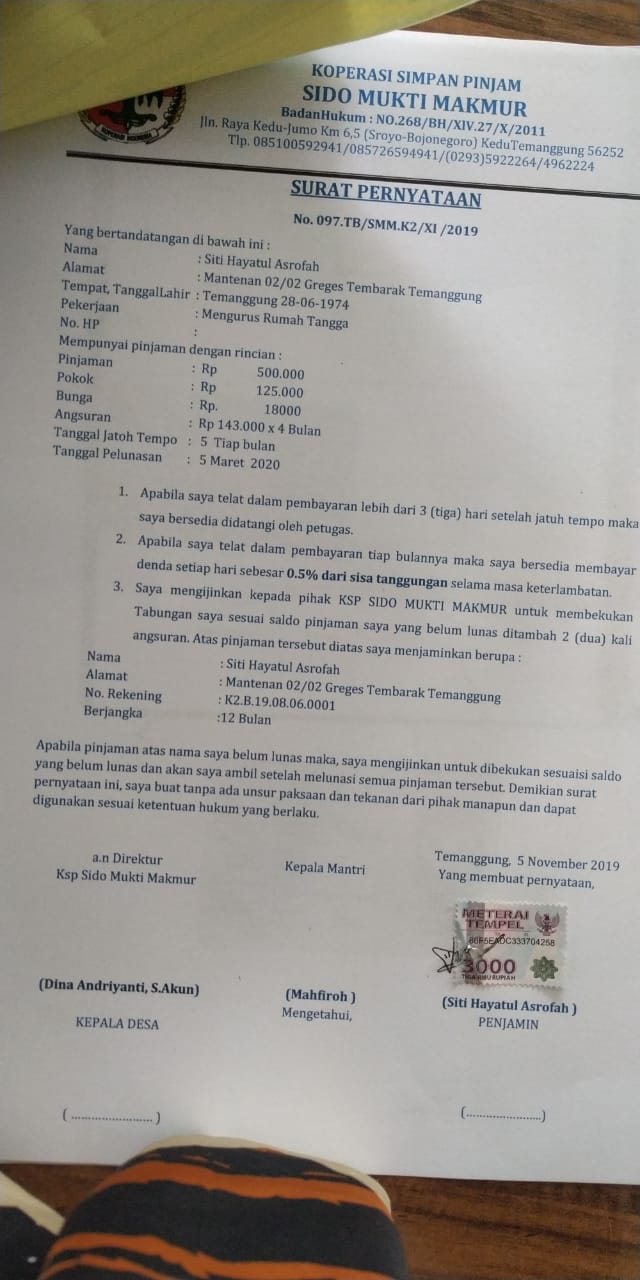 KOPERASI SIMPAN PINJAM
SIDO MUKTI MAKMUR
BadanHukum : NO.268/BH/XIV.27/X/2011
Jln. Raya Kedu-Jumo Km 6,5 (Sroyo-Bojonegoro) KeduTemanggung 56252
Tlp. 085100592941/085726594941/(0293)5922264/4962224
KOPERASI INDONESIA
SURAT PERNYATAAN
No. 097.TB/SMM.K2/XI /2019
Yang bertandatangan di bawah ini :
Nama : Siti Hayatul Asrofah
Alamat : Mantenan 02/02 Greges Tembarak Temanggung
Tempat, TanggalLahir : Temanggung 28-06-1974
Pekerjaan : Mengurus Rumah Tangga
No. HP :
Mempunyai pinjaman dengan rincian :
Pinjaman : Rp 500.000
Pokok : Rp 125.000
Bunga : Rp. 18000
Angsuran : Rp 143.000 x 4 Bulan
Tanggal Jatoh Tempo : 5 Tiap bulan
Tanggal Pelunasan : 5 Maret 2020
1. Apabila saya telat dalam pembayaran lebih dari 3 (tiga) hari setelah jatuh tempo maka
saya bersedia didatangi oleh petugas.
2. Apabila saya telat dalam pembayaran tiap bulannya maka saya bersedia membayar
denda setiap hari sebesar 0.5% dari sisa tanggungan selama masa keterlambatan.
3. Saya mengijinkan kepada pihak KSP SIDO MUKTI MAKMUR untuk membekukan
Tabungan saya sesuai saldo pinjaman saya yang belum lunas ditambah 2 (dua) kali
angsuran. Atas pinjaman tersebut diatas saya menjaminkan berupa :
Nama : Siti Hayatul Asrofah
Alamat : Mantenan 02/02 Greges Tembarak Temanggung
No. Rekening : K2.B.19.08.06.0001
Berjangka :12 Bulan
Apabila pinjaman atas nama saya belum lunas maka, saya mengijinkan untuk dibekukan sesuaisi saldo
yang belum lunas dan akan saya ambil setelah melunasi semua pinjaman tersebut. Demikian surat
pernyataan ini, saya buat tanpa ada unsur paksaan dan tekanan dari pihak manapun dan dapat
digunakan sesuai ketentuan hukum yang berlaku.
Temanggung, 5 November 2019
a.n Direktur Kepala Mantri Yang membuat pernyataan,
Ksp Sido Mukti Makmur
METERAI
TEMPEL
86F5EADC333704258
3000
TIGA RIBU RUPIAH
(Dina Andriyanti, S.Akun) (Mahfiroh ) (Siti Hayatul Asrofah )
KEPALA DESA Mengetahui, PENJAMIN
( ........................ ) (........................)